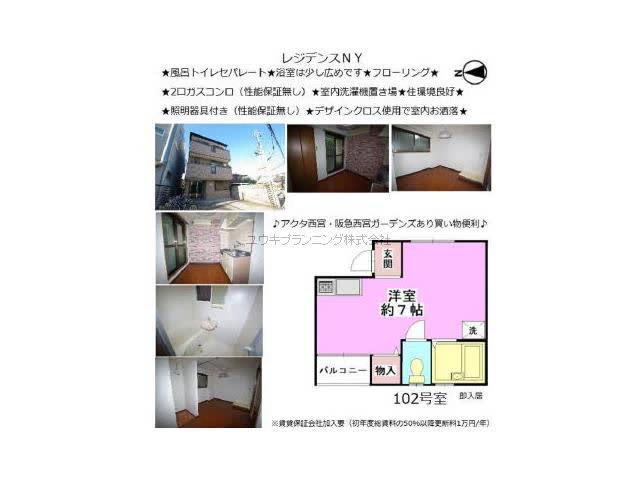 レジデンスＮＹ
★風呂トイレセパレート★浴室は少し広めです★フローリング★
★2口ガスコンロ（性能保証無し）★室内洗濯機置き場★住環境良好★
★照明器具付き（性能保証無し）★デザインクロス使用で室内お洒落★
Z
♪アクタ西宮・阪急西宮ガーデンズあり買い物便利♪
ユウキプランニング株式会社
玄関
洋室
約７帖
洗
バルコニー
物入
102号室
即入居
※賃貸保証会社加入要（初年度総賃料の50％以降更新料1万円/年）